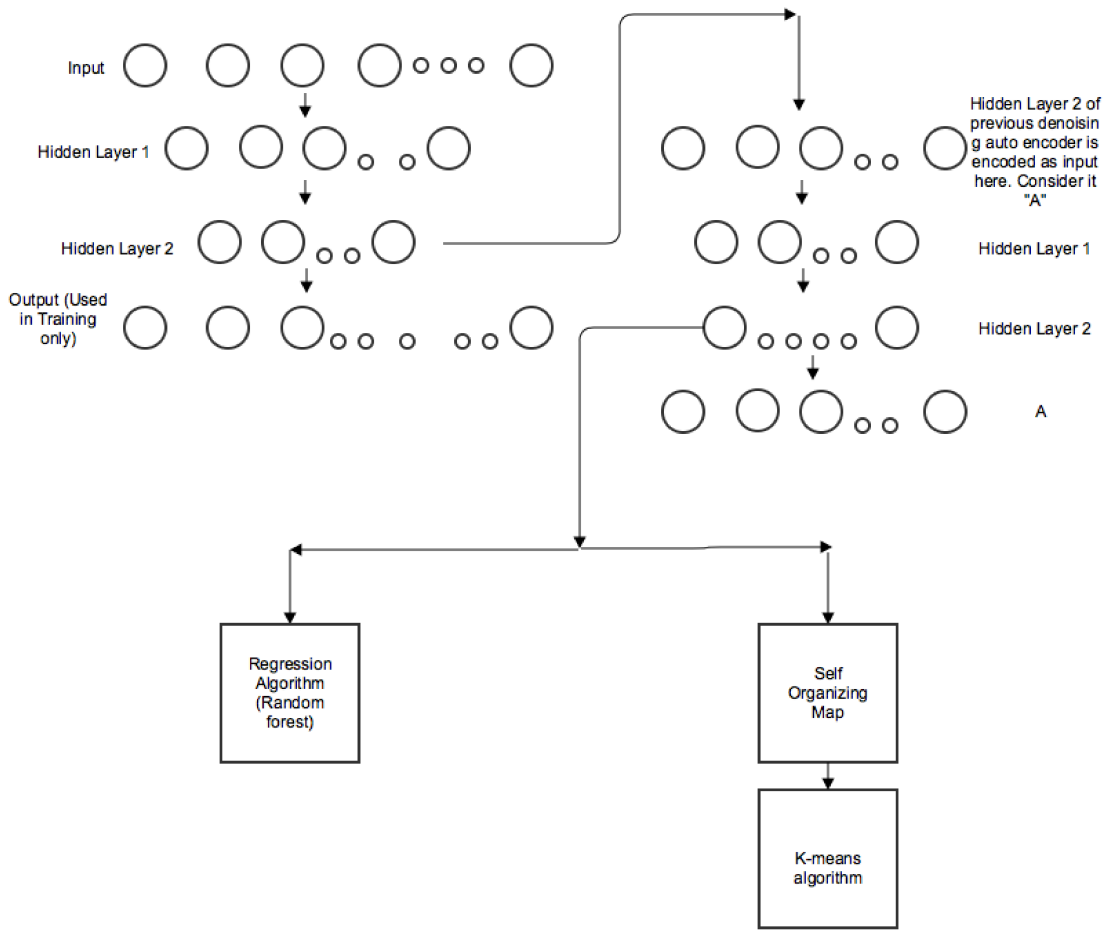 Input
Hidden Layer 1
Hidden Layer 2
Output (Used
in Training
only)
Hidden Layer 2 of
previous denoisin
g auto encoder is
encoded as input
here. Consider it
"A"
Hidden Layer 1
Hidden Layer 2
A
Regression
Algorithm
(Random
forest)
Self
Organizing
Map
K-means
algorithm